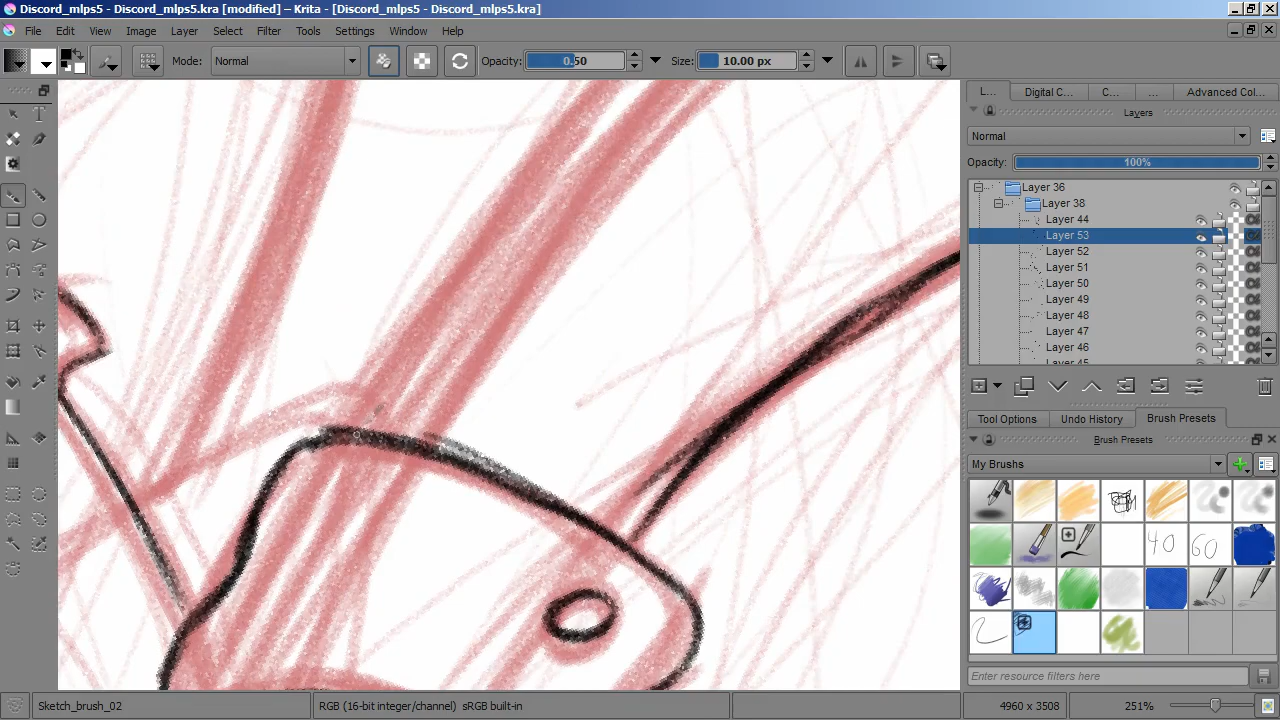 Discord_mlps5 - Discord_mlps5.kra [modified] – Krita - [Discord_mlps5 - Discord_mlps5.kra]
File Edit View Image Layer Select Filter Tools Settings Window Help
Mode: Normal Opacity: 0.50 Size: 10.00 px
L... Digital C... C... ... Advanced Col...
Layers
Normal
Opacity: 100%
Layer 36
Layer 38
Layer 44
Layer 53
Layer 52
Layer 51
Layer 50
Layer 49
Layer 48
Layer 47
Layer 46
Layer 45
Tool Options Undo History Brush Presets
Brush Presets
My Brushs
40 60
Enter resource filters here
Sketch_brush_02 RGB (16-bit integer/channel) sRGB built-in 4960 x 3508 251%